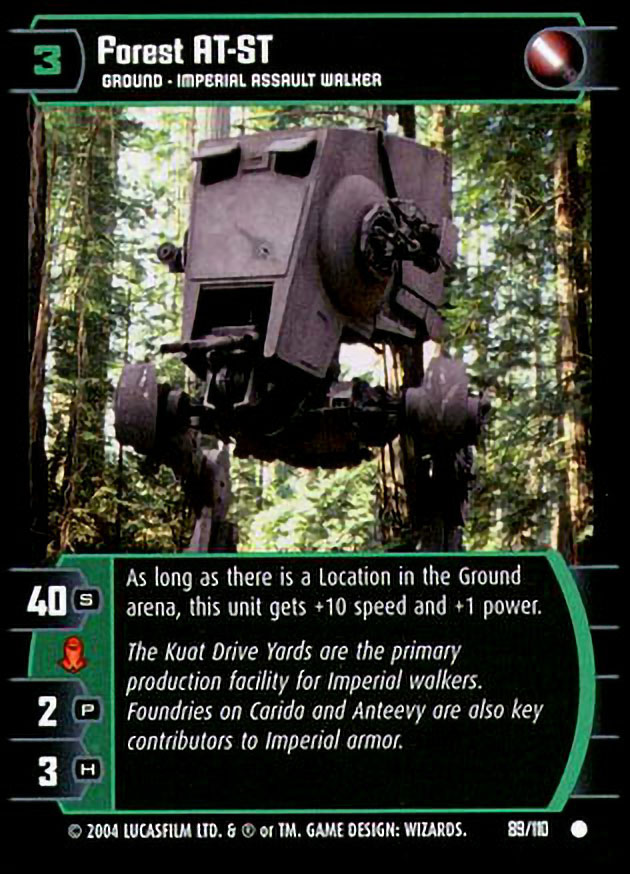 3
Forest AT-ST
GROUND - IMPERIAL ASSAULT WALKER
As long as there is a Location in the Ground
arena, this unit gets +10 speed and +1 power.
40 S
The Kuat Drive Yards are the primary
production facility for Imperial walkers.
2 P
Foundries on Carida and Anteevy are also key
contributors to Imperial armor.
3 H
© 2004 LUCASFILM LTD. & ® or TM. GAME DESIGN: WIZARDS. 89/110